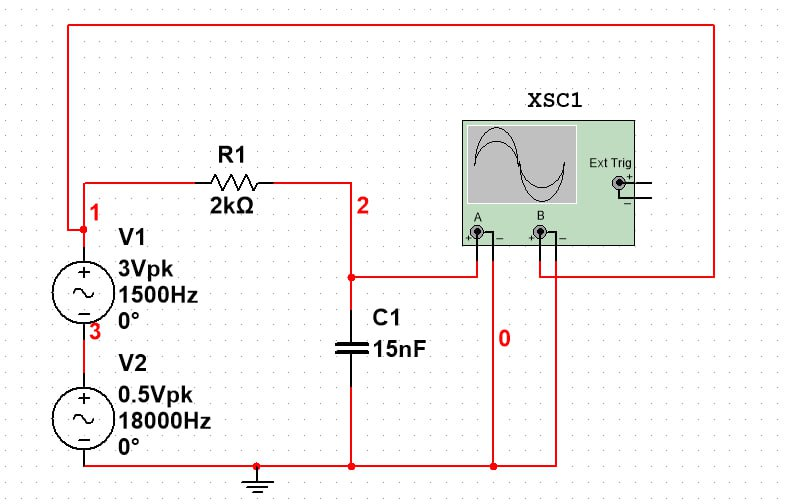 XSC1
Ext Trig
+
−
A
B
+
−
+
−
R1
2kΩ
1
2
V1
+
3Vpk
1500Hz
−
0°
3
C1
15nF
0
V2
+
0.5Vpk
18000Hz
−
0°